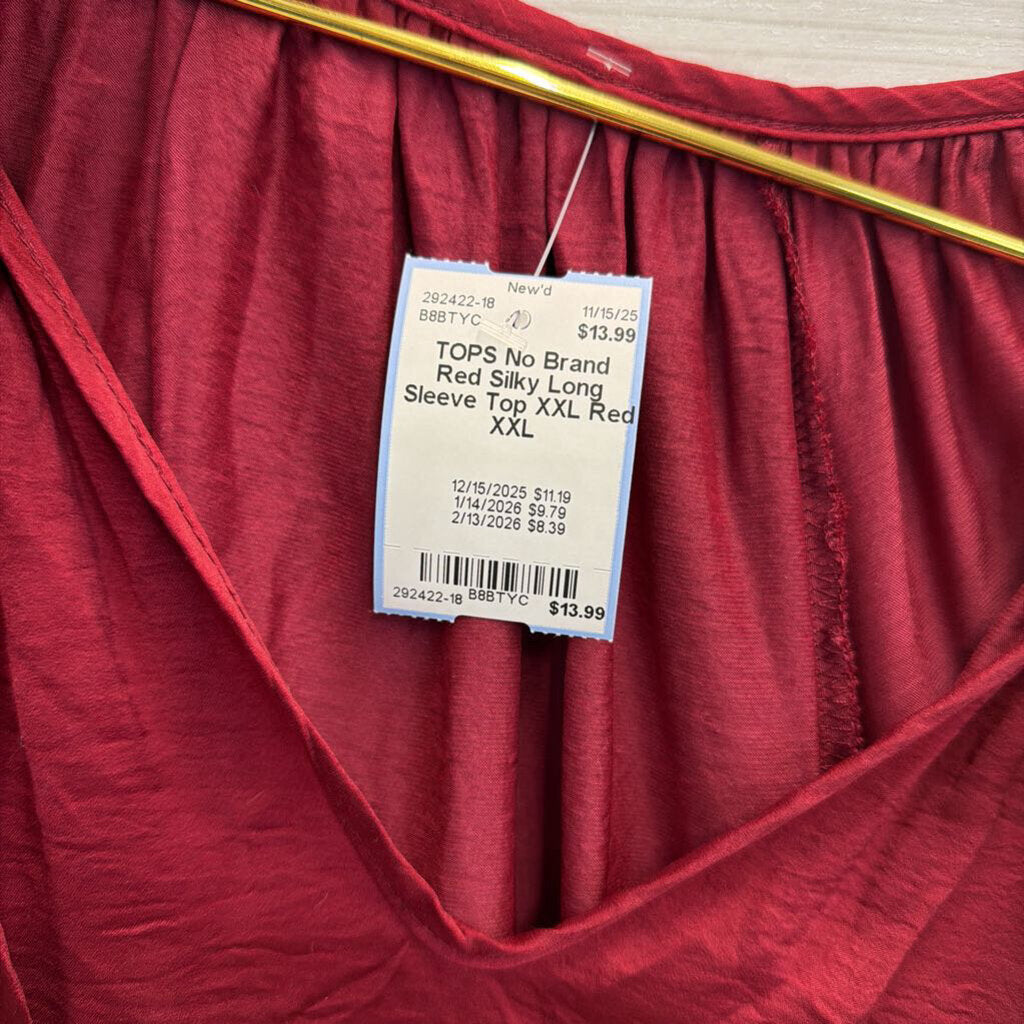 New'd
292422-18 11/15/25
B8BTYC $13.99
TOPS No Brand
Red Silky Long
Sleeve Top XXL Red
XXL
12/15/2025 $11.19
1/14/2026 $9.79
2/13/2026 $8.39
292422-18 B8BTYC $13.99